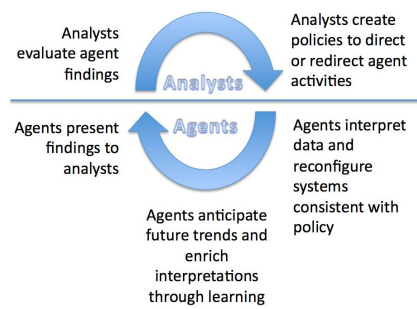 Analysts
evaluate agent
findings
Analysts create
policies to direct
or redirect agent
activities
Analysts
Agents
Agents present
findings to
analysts
Agents interpret
data and
reconfigure
systems
consistent with
policy
Agents anticipate
future trends and
enrich
interpretations
through learning